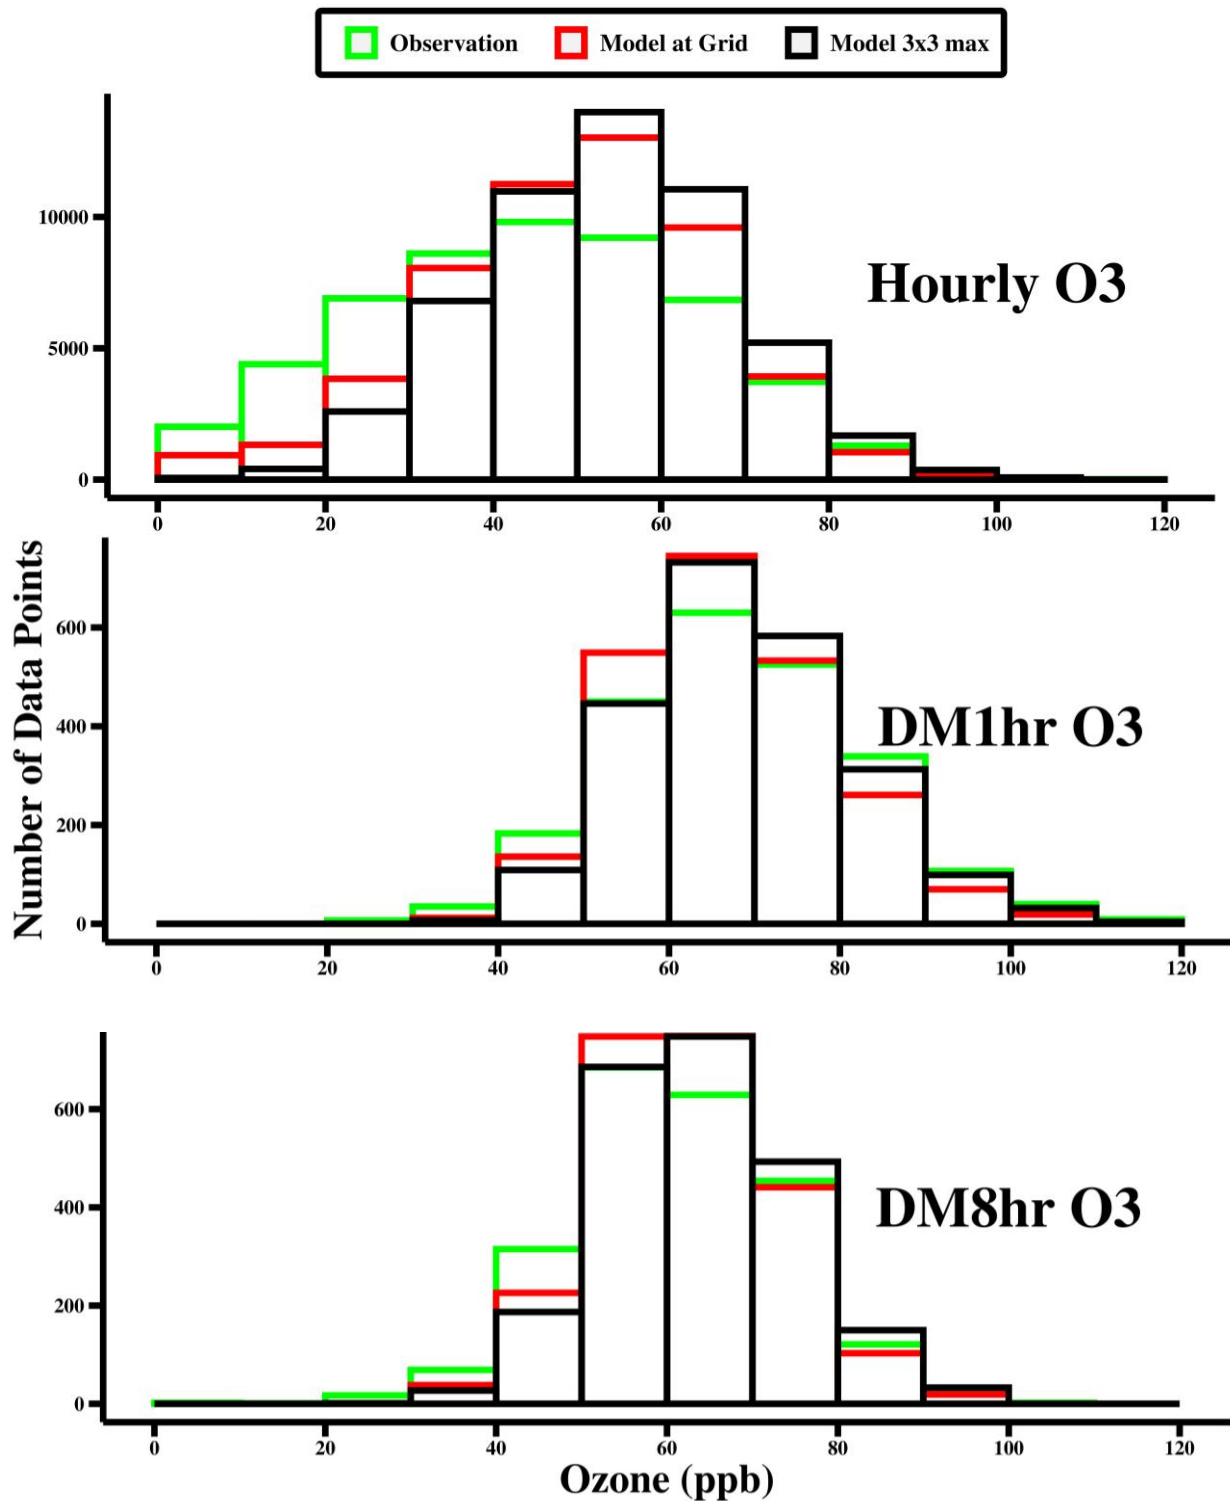 Observation Model at Grid Model 3x3 max
10000
5000
0
Hourly O3
0 20 40 60 80 100 120
Number of Data Points
600
400
200
0
DM1hr O3
0 20 40 60 80 100 120
600
400
200
0
DM8hr O3
0 20 40 60 80 100 120
Ozone (ppb)